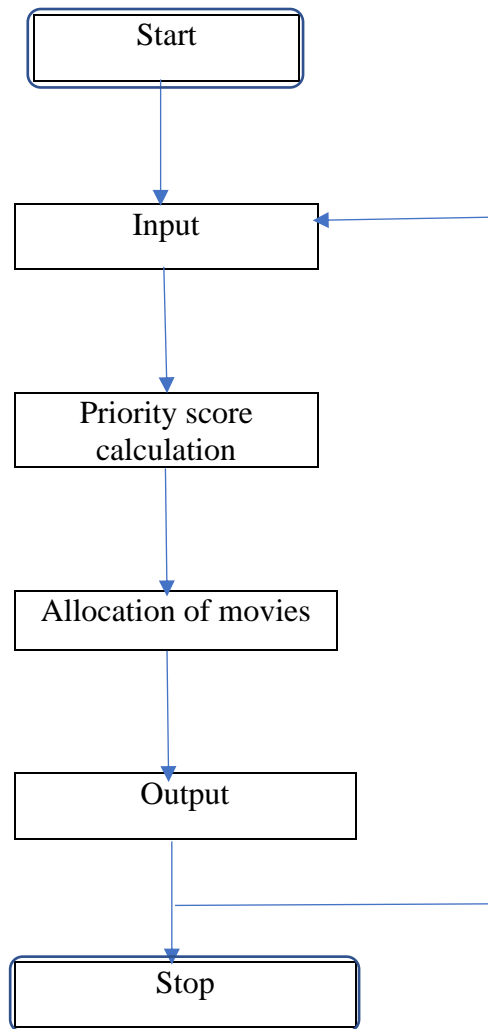 Start
Input
Priority score
calculation
Allocation of movies
Output
Stop